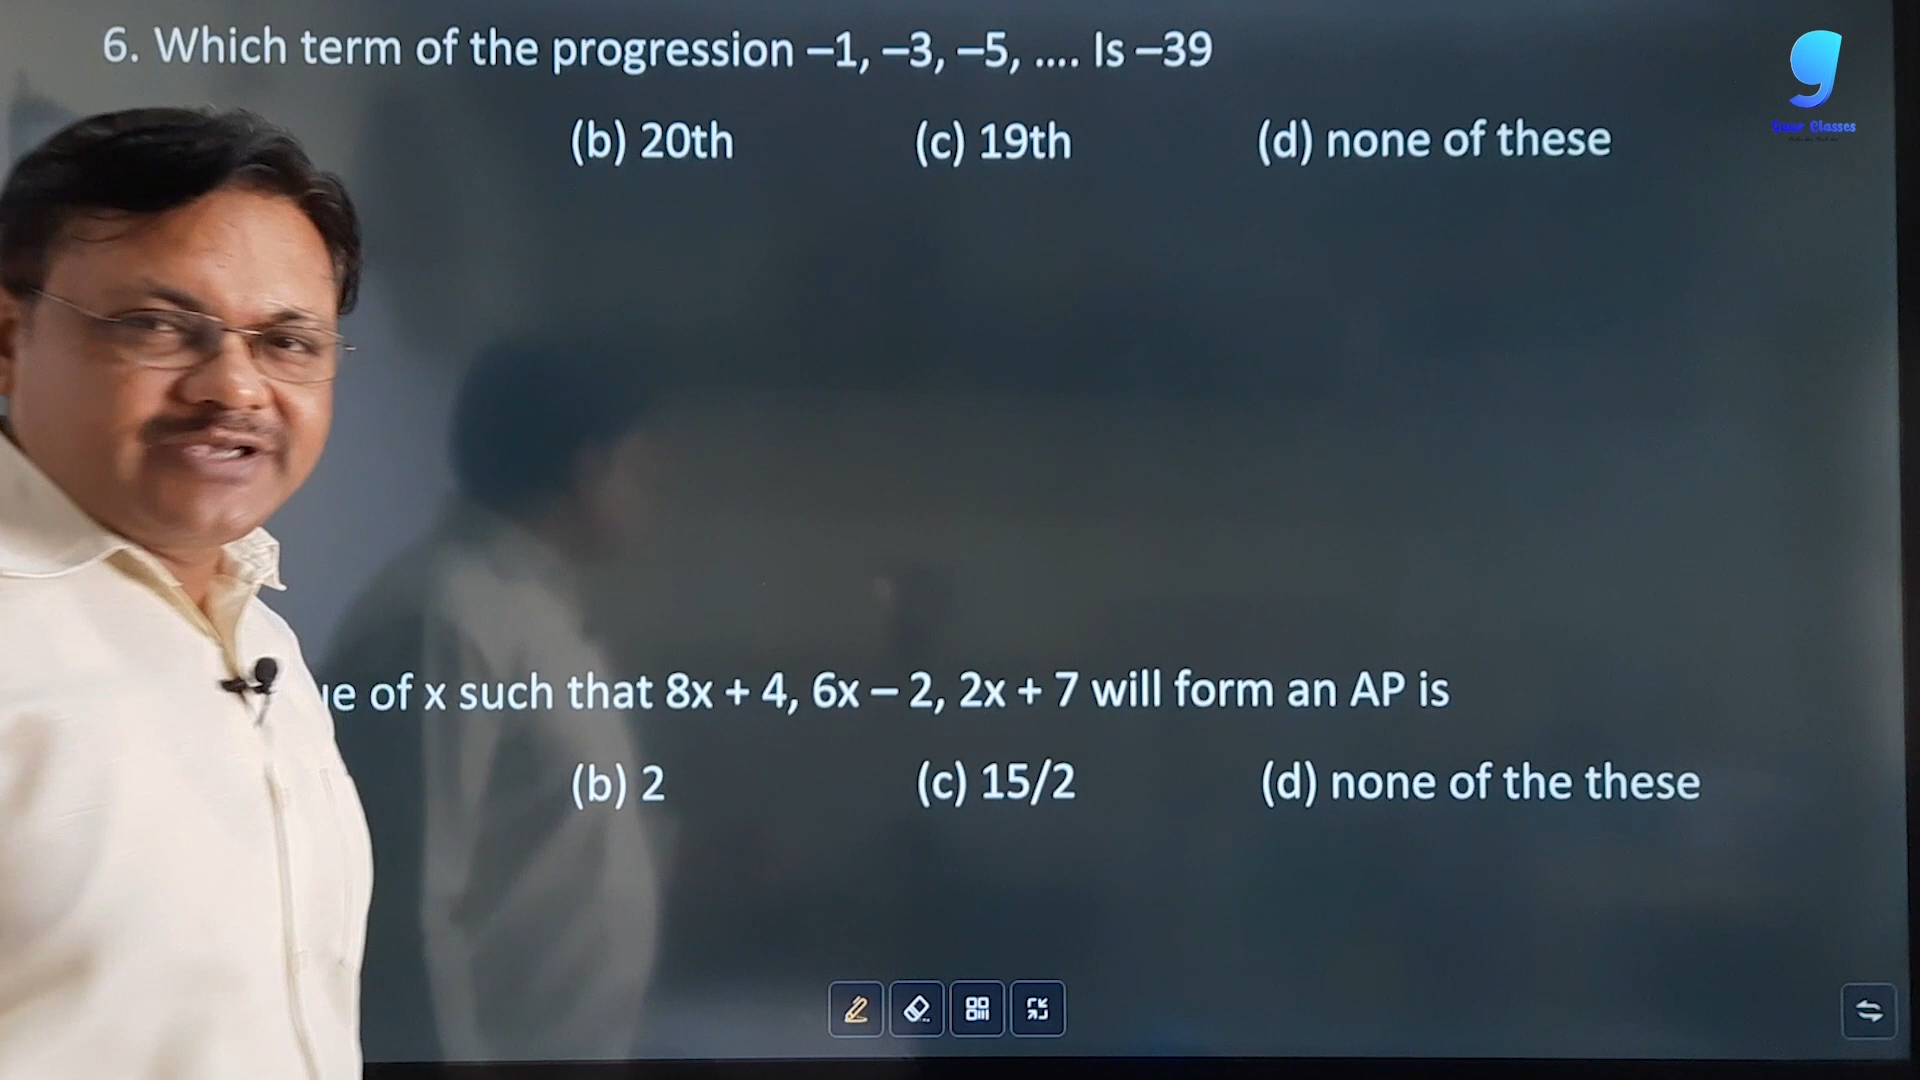 6. Which term of the progression –1, –3, –5, .... Is –39
(b) 20th (c) 19th (d) none of these
of x such that 8x + 4, 6x – 2, 2x + 7 will form an AP is
(b) 2 (c) 15/2 (d) none of the these
Classes